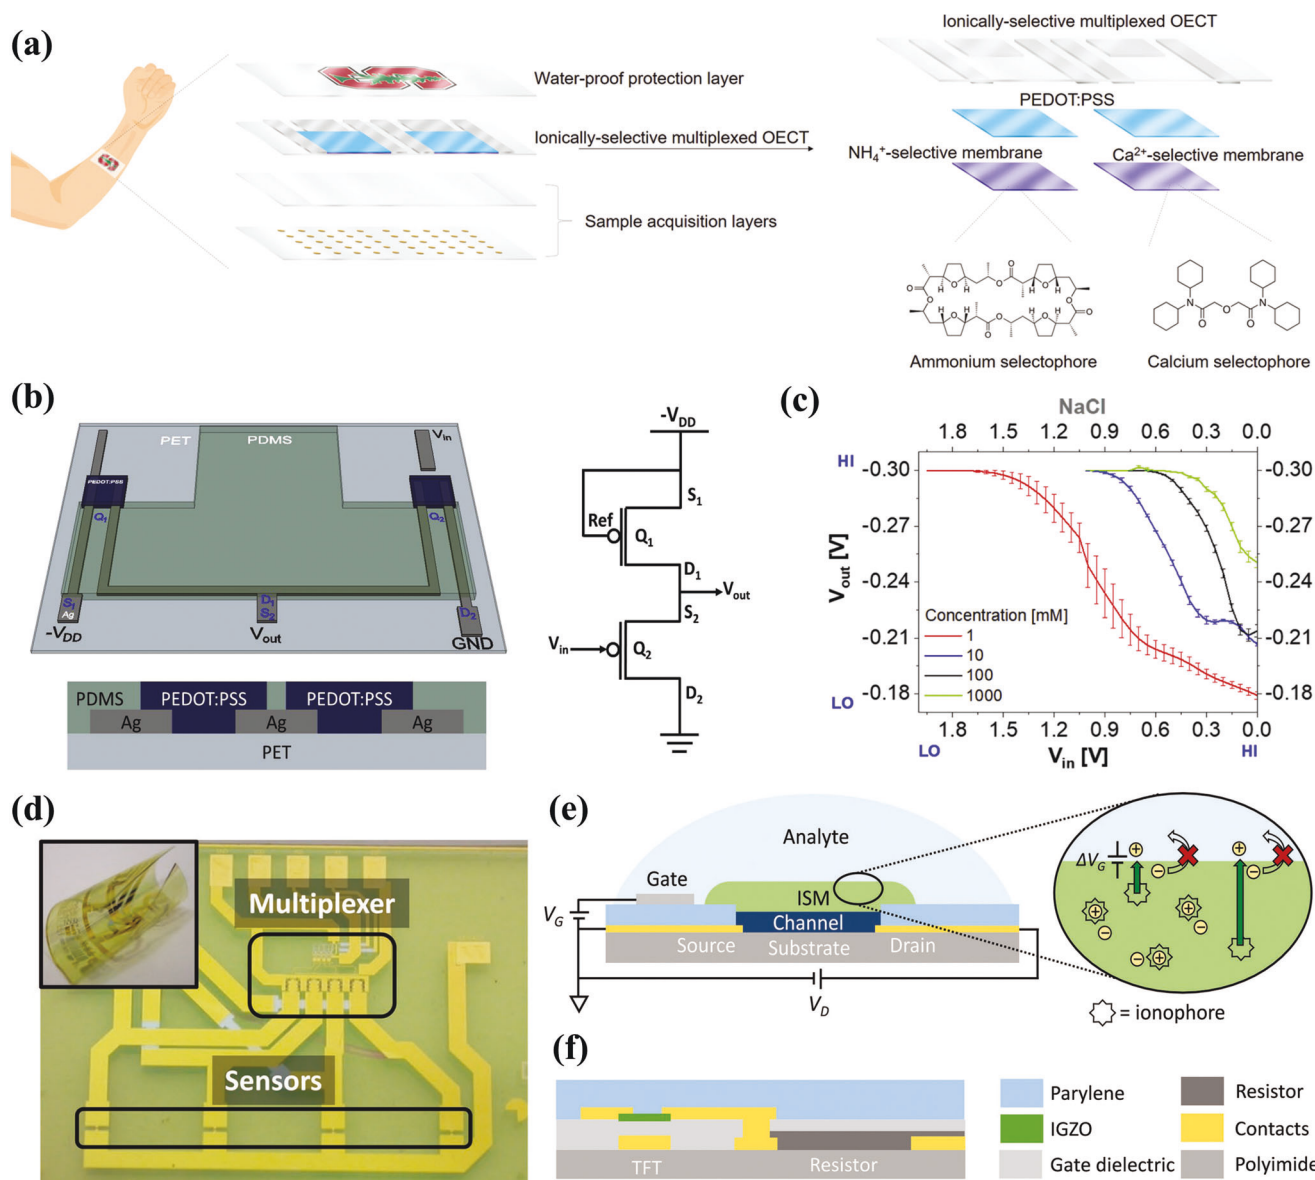 (a)
Water-proof protection layer
Ionically-selective multiplexed OECT
Sample acquisition layers
Ionically-selective multiplexed OECT
PEDOT:PSS
NH₄⁺-selective membrane
Ca²⁺-selective membrane
O O O H H O H H O
O O O
O H H O O O H H O O
Ammonium selectophore
N O N
O O
Calcium selectophore
(b)
PET
PDMS
Vin
PEDOT:PSS
Q₁
Q₂
S₁
Ag
D₁
S₂
D₂
-VDD
Vout
GND
PDMS PEDOT:PSS PEDOT:PSS
Ag Ag Ag
PET
-VDD
S₁
Ref
Q₁
D₁
Vout
S₂
Vin
Q₂
D₂
(c)
NaCl
1.8 1.5 1.2 0.9 0.6 0.3 0.0
HI
-0.30 -0.30
-0.27 -0.27
-0.24 -0.24
-0.21 -0.21
-0.18 -0.18
Vout [V]
Concentration [mM]
1
10
100
1000
LO
1.8 1.5 1.2 0.9 0.6 0.3 0.0
LO Vin [V] HI
(d)
Multiplexer
Sensors
(e)
Analyte
Gate
ISM
Channel
Source Substrate Drain
VG
VD
ΔVG
+ + − −
+ + − −
− + −
= ionophore
(f)
TFT Resistor
Parylene
IGZO
Gate dielectric
Resistor
Contacts
Polyimide